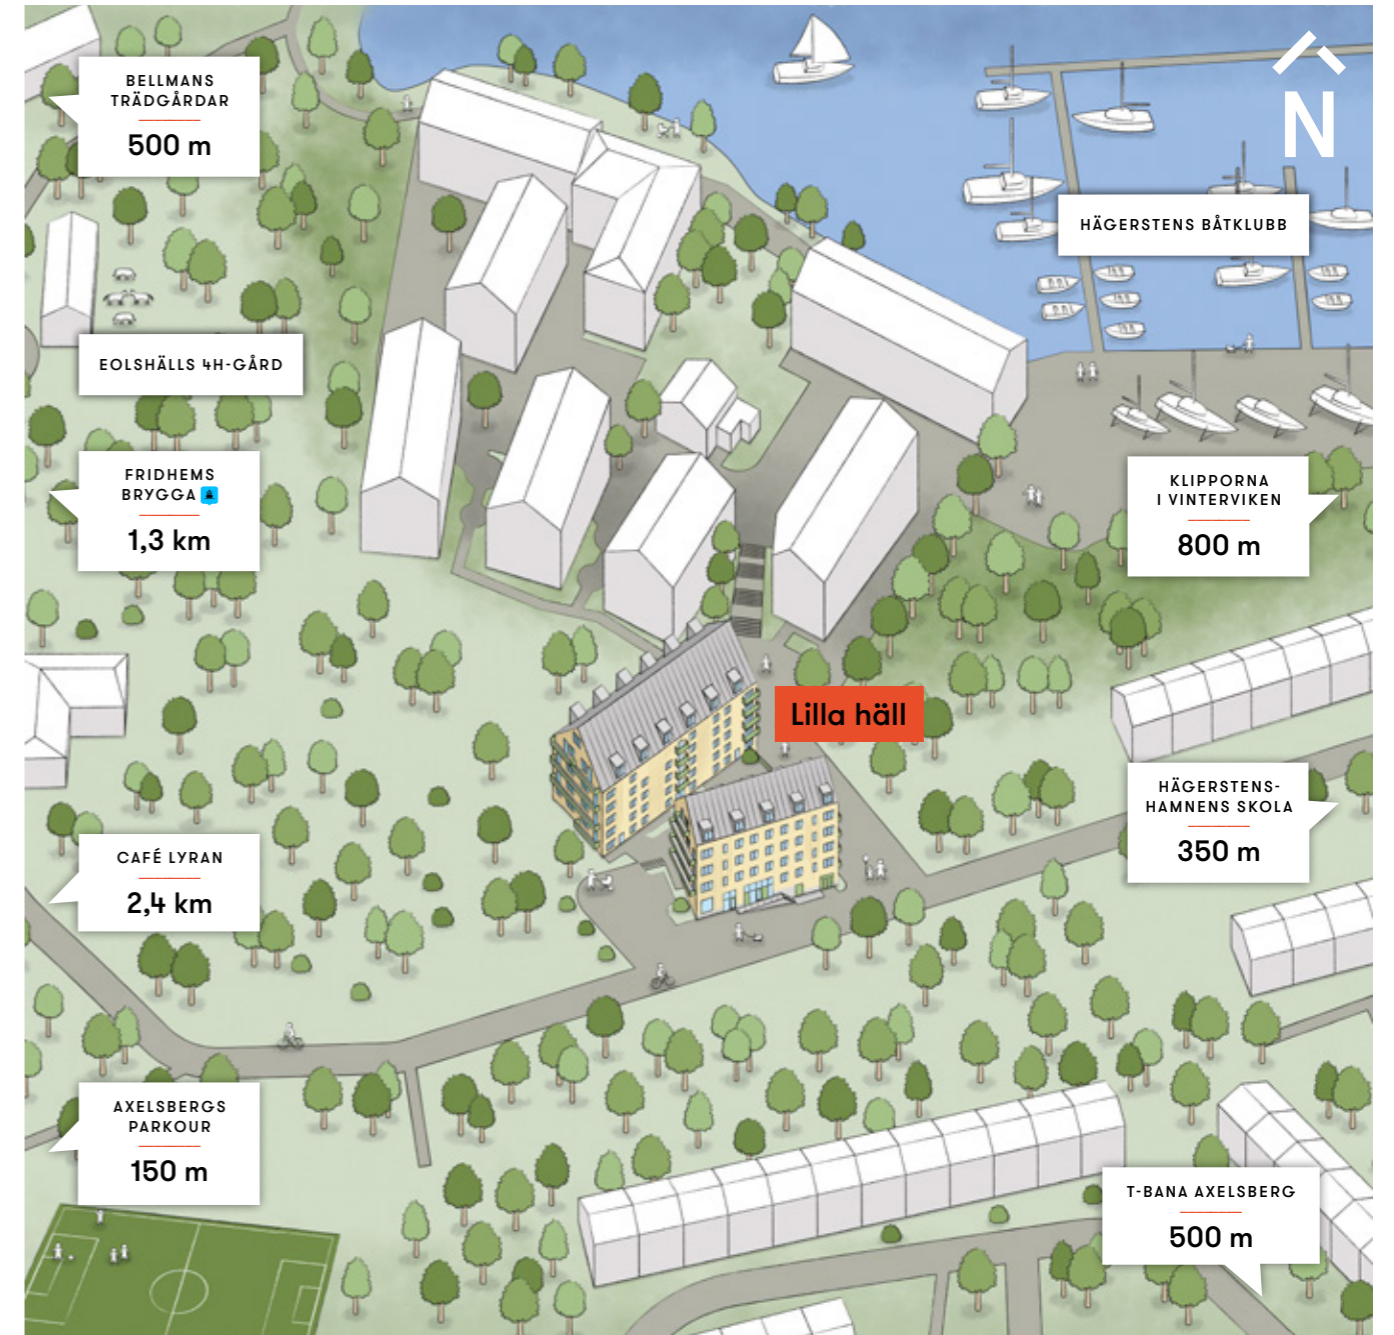 BELLMANS
TRÄDGÅRDAR
500 m
N
HÄGERSTENS BÅTKLUBB
EOLSHÄLLS 4H-GÅRD
FRIDHEMS
BRYGGA
1,3 km
KLIPPORNA
I VINTERVIKEN
800 m
Lilla häll
HÄGERSTENS-
HAMNENS SKOLA
350 m
CAFÉ LYRAN
2,4 km
AXELSBERGS
PARKOUR
150 m
T-BANA AXELSBERG
500 m